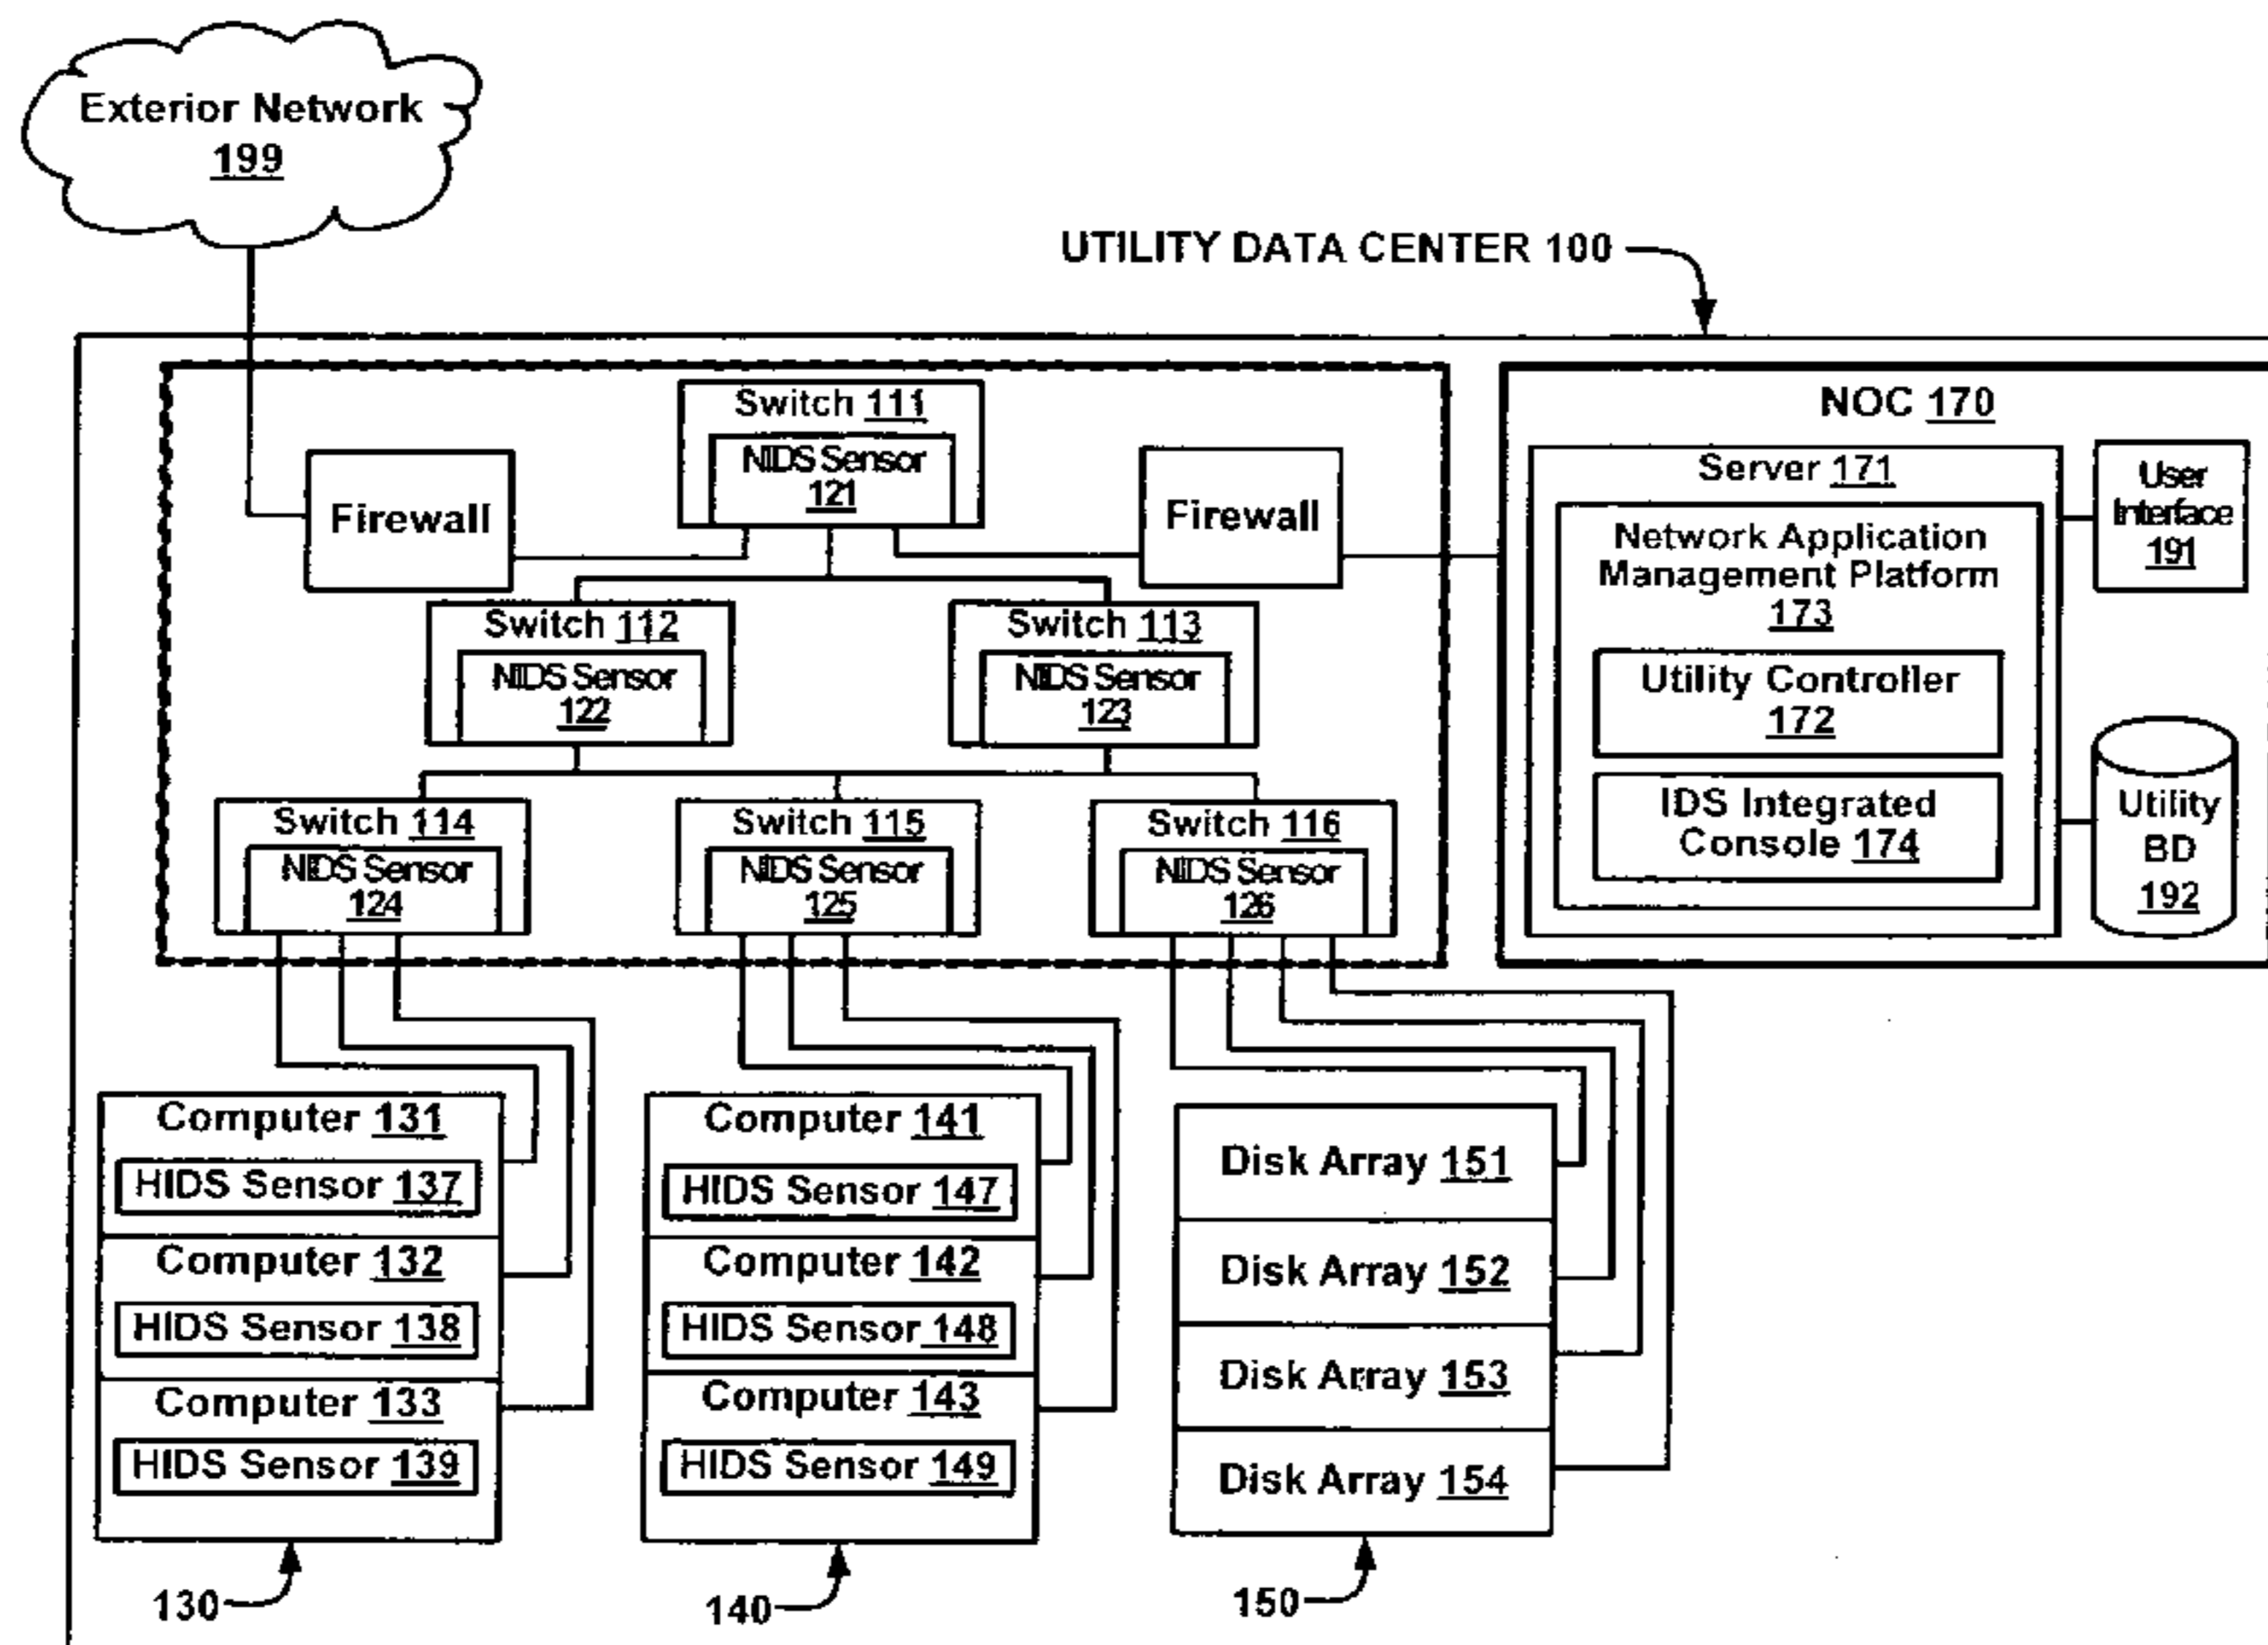 Exterior Network
199
UTILITY DATA CENTER 100
Switch 111
NIDS Sensor
121
Firewall
Firewall
Switch 112
NIDS Sensor
122
Switch 113
NIDS Sensor
123
Switch 114
NIDS Sensor
124
Switch 115
NIDS Sensor
125
Switch 116
NIDS Sensor
126
NOC 170
Server 171
Network Application
Management Platform
173
Utility Controller
172
IDS Integrated
Console 174
User
Interface
191
Utility
BD
192
Computer 131
HIDS Sensor 137
Computer 132
HIDS Sensor 138
Computer 133
HIDS Sensor 139
130
Computer 141
HIDS Sensor 147
Computer 142
HIDS Sensor 148
Computer 143
HIDS Sensor 149
140
Disk Array 151
Disk Array 152
Disk Array 153
Disk Array 154
150